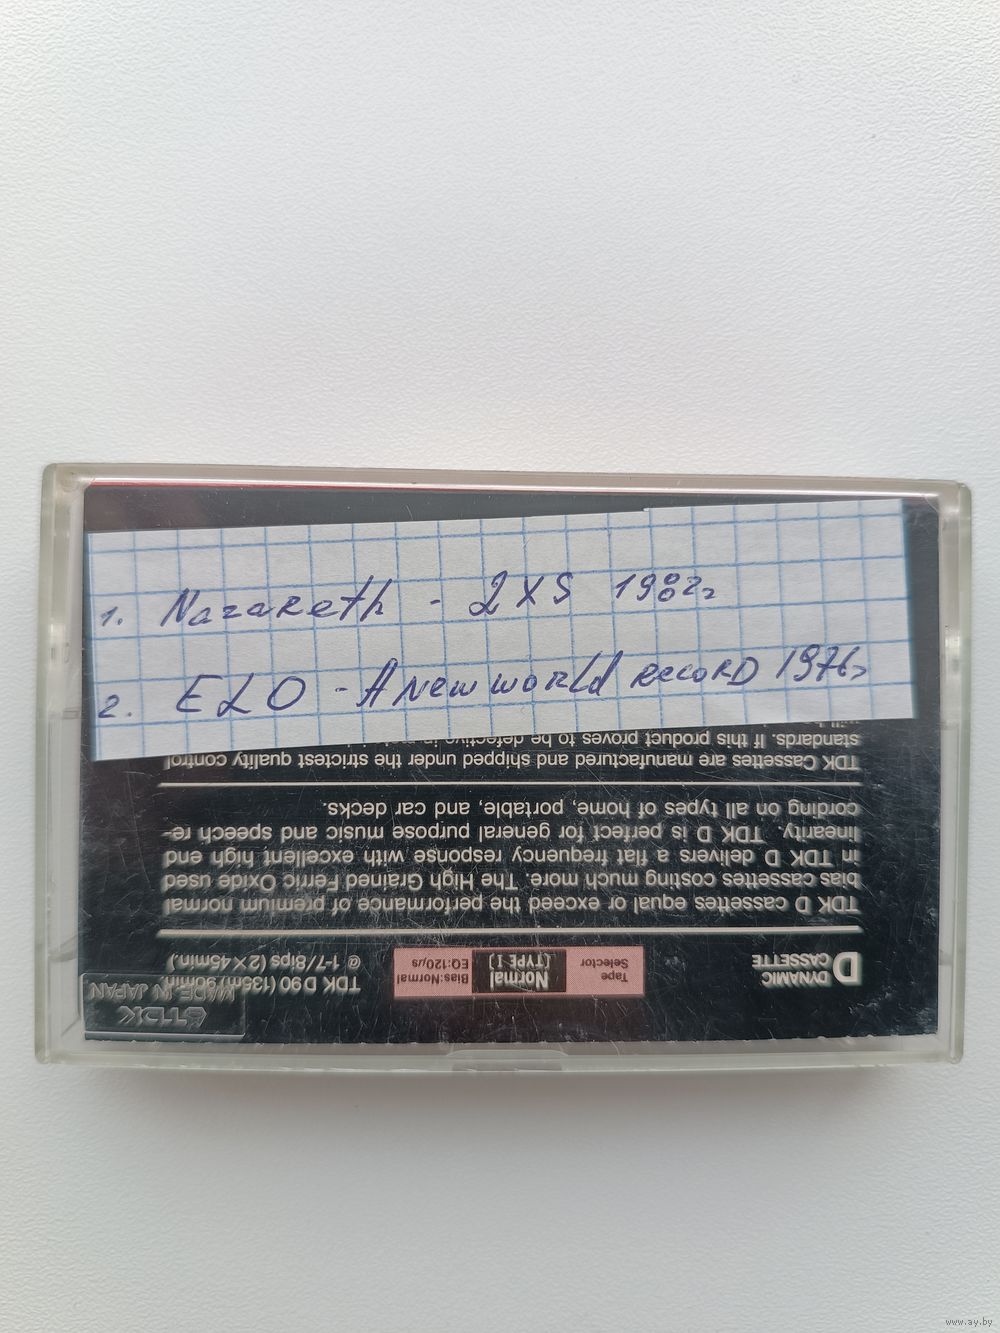 1. Nazareth - 2XS 1982г
2. ELO - A new world record 1976г
D DYNAMIC CASSETTE
Tape Selector Normal (TYPE I) Bias:Normal EQ:120µs
TDK D90 (135m) 90min.
@ 1-7/8ips (2×45min.)
TDK D cassettes equal or exceed the performance of premium normal
bias cassettes costing much more. The High Grained Ferric Oxide used
in TDK D delivers a flat frequency response with excellent high end
linearity. TDK D is perfect for general purpose music and speech re-
cording on all types of home, portable, and car decks.
TDK Cassettes are manufactured and shipped under the strictest quality control
standards. If this product proves to be defective in
TDK
MADE IN JAPAN
www.ay.by